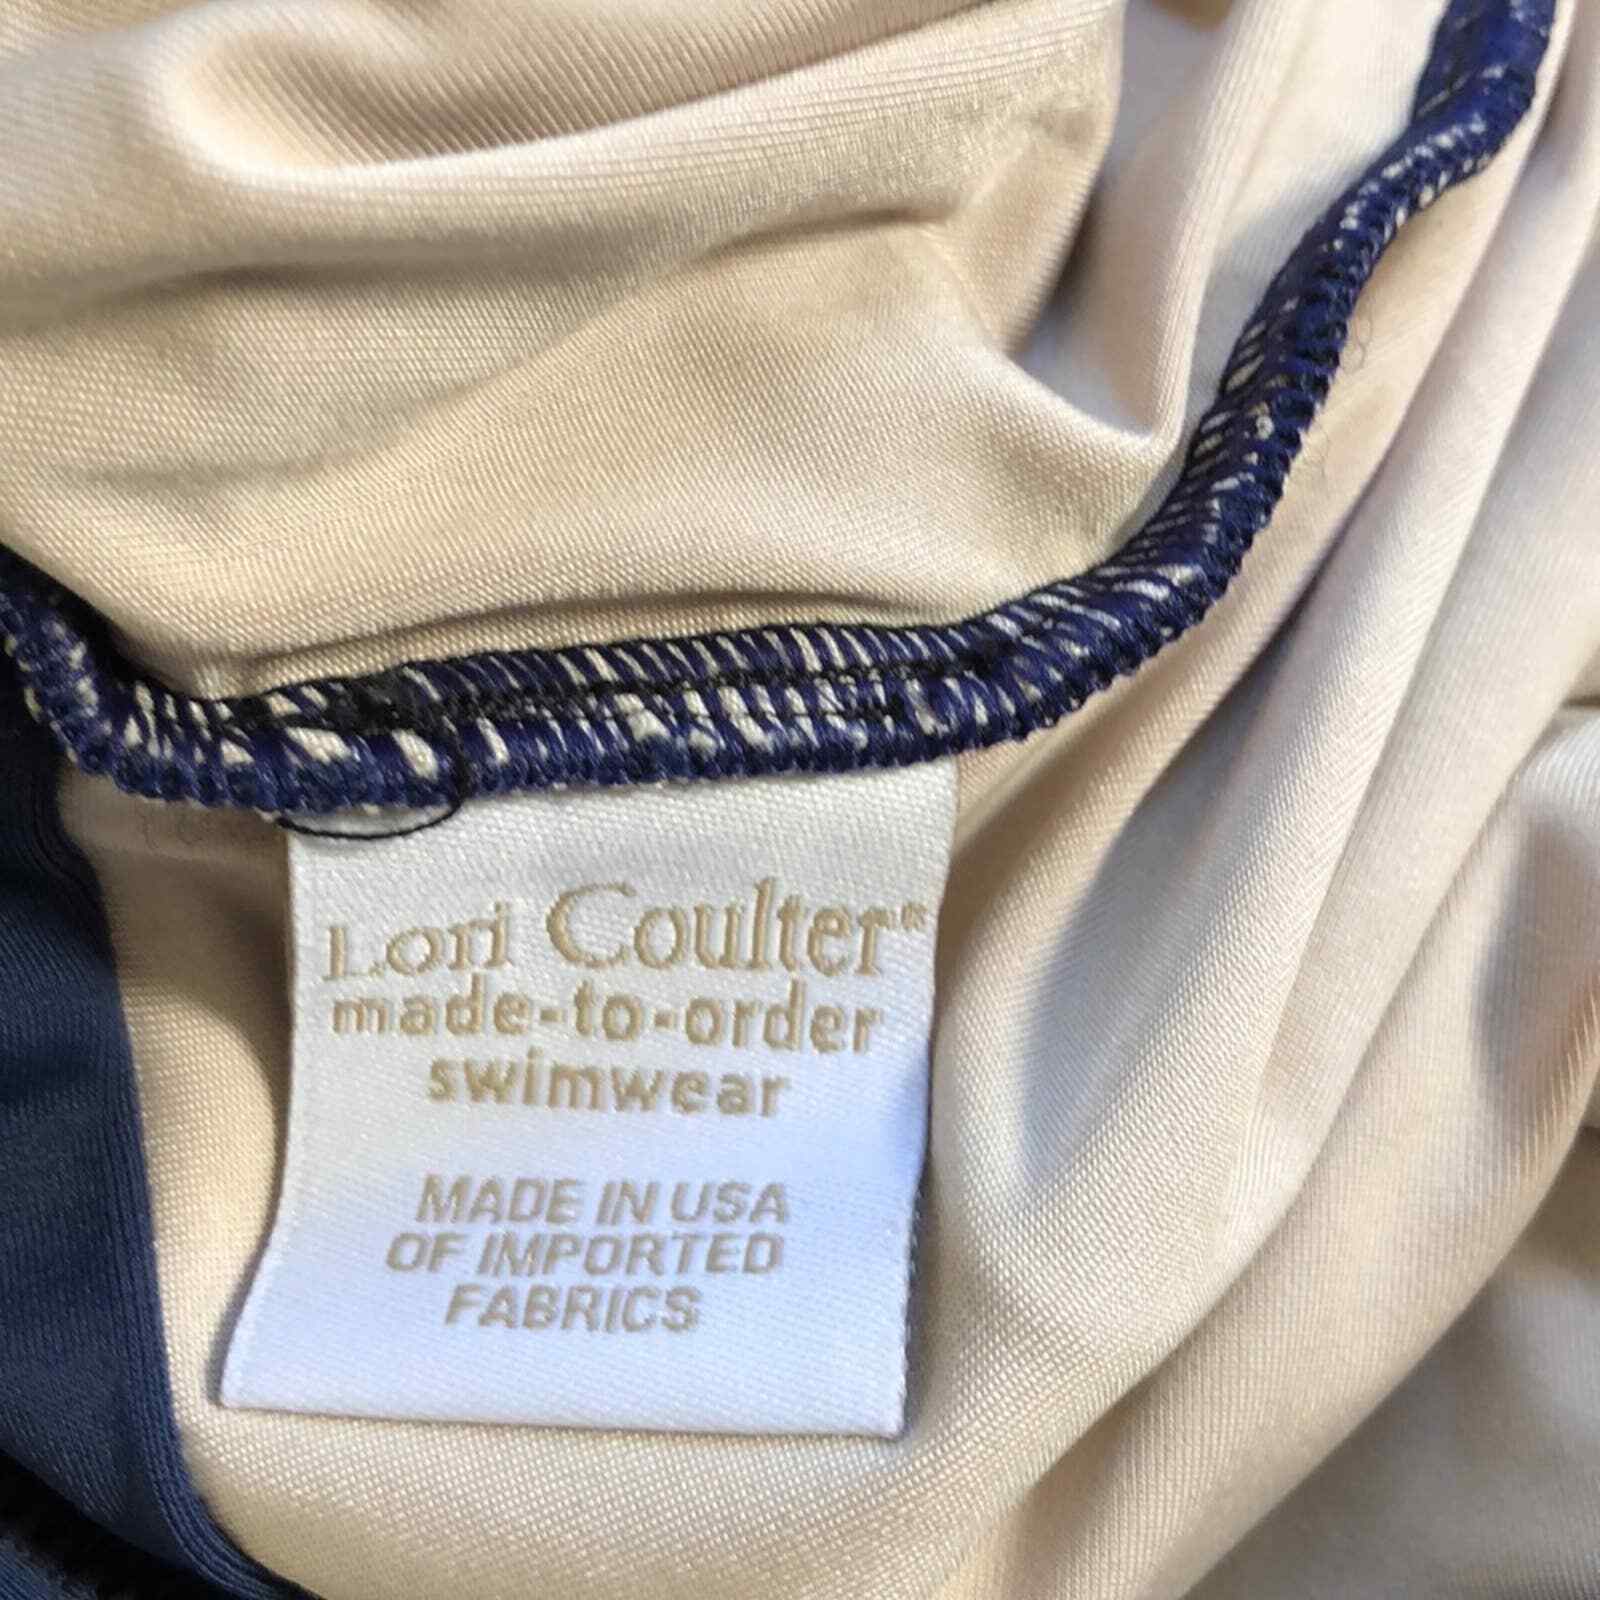 Lori Coulter®
made-to-order
swimwear
MADE IN USA
OF IMPORTED
FABRICS